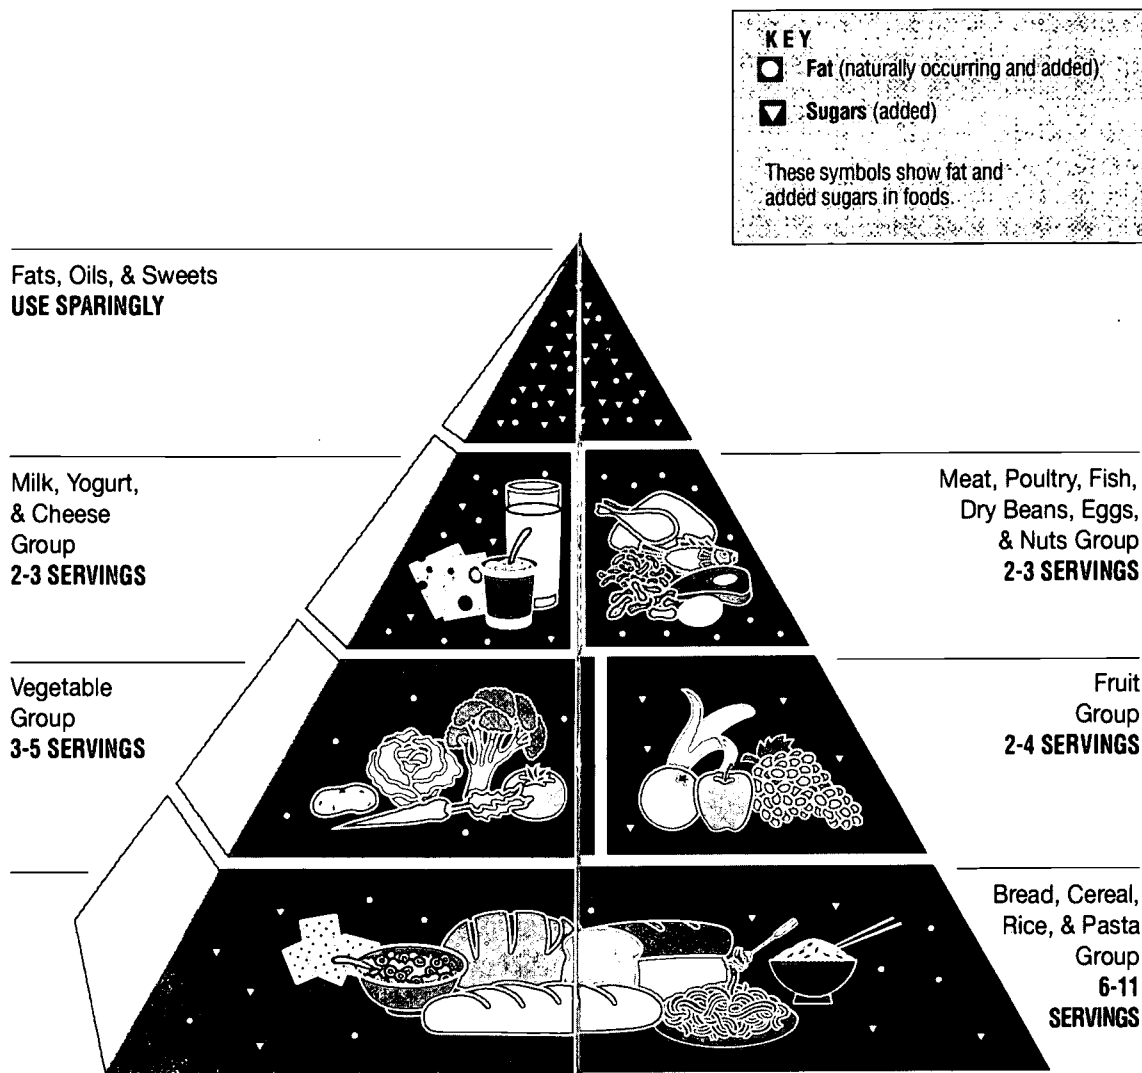 KEY
Fat (naturally occurring and added)
Sugars (added)
These symbols show fat and
added sugars in foods.
Fats, Oils, & Sweets
USE SPARINGLY
Milk, Yogurt,
& Cheese
Group
2-3 SERVINGS
Meat, Poultry, Fish,
Dry Beans, Eggs,
& Nuts Group
2-3 SERVINGS
Vegetable
Group
3-5 SERVINGS
Fruit
Group
2-4 SERVINGS
Bread, Cereal,
Rice, & Pasta
Group
6-11
SERVINGS